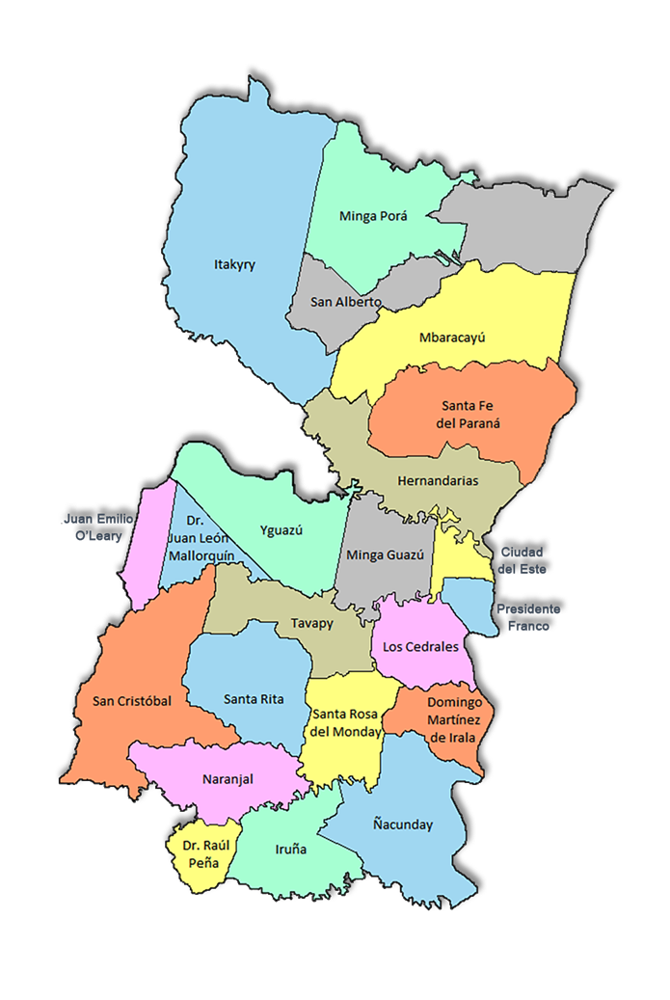 Minga Porá
Itakyry
San Alberto
Mbaracayú
Santa Fe
del Paraná
Hernandarias
Juan Emilio
O'Leary
Dr.
Juan León
Mallorquín
Yguazú
Minga Guazú
Ciudad
del Este
Presidente
Franco
Tavapy
Los Cedrales
San Cristóbal
Santa Rita
Santa Rosa
del Monday
Domingo
Martínez
de Irala
Naranjal
Ñacunday
Dr. Raúl
Peña
Iruña